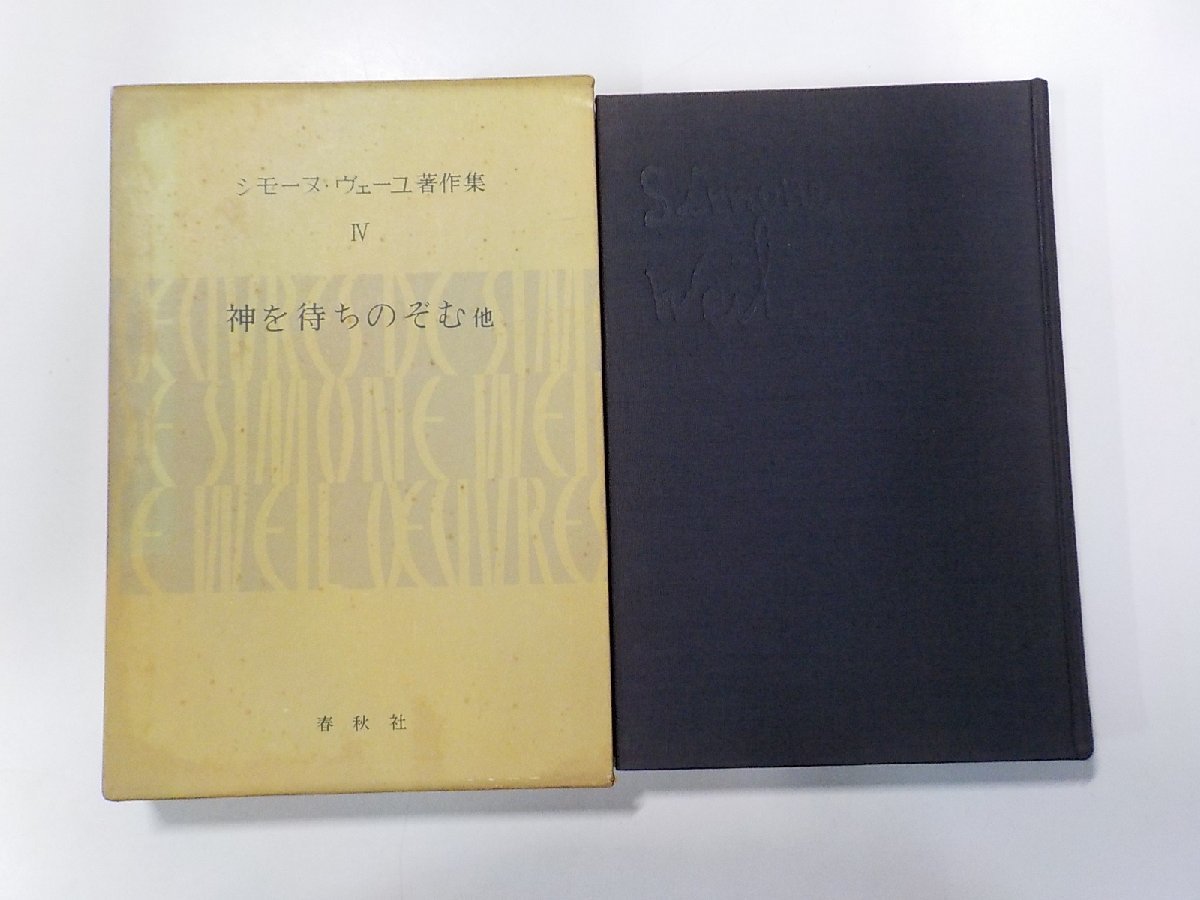 シモーヌ・ヴェーユ著作集
IV
神を待ちのぞむ他
ŒUVRES DE SIM
DE SIMONE WEI
E WEIL ŒUVRES
春秋社
Simone
Weil